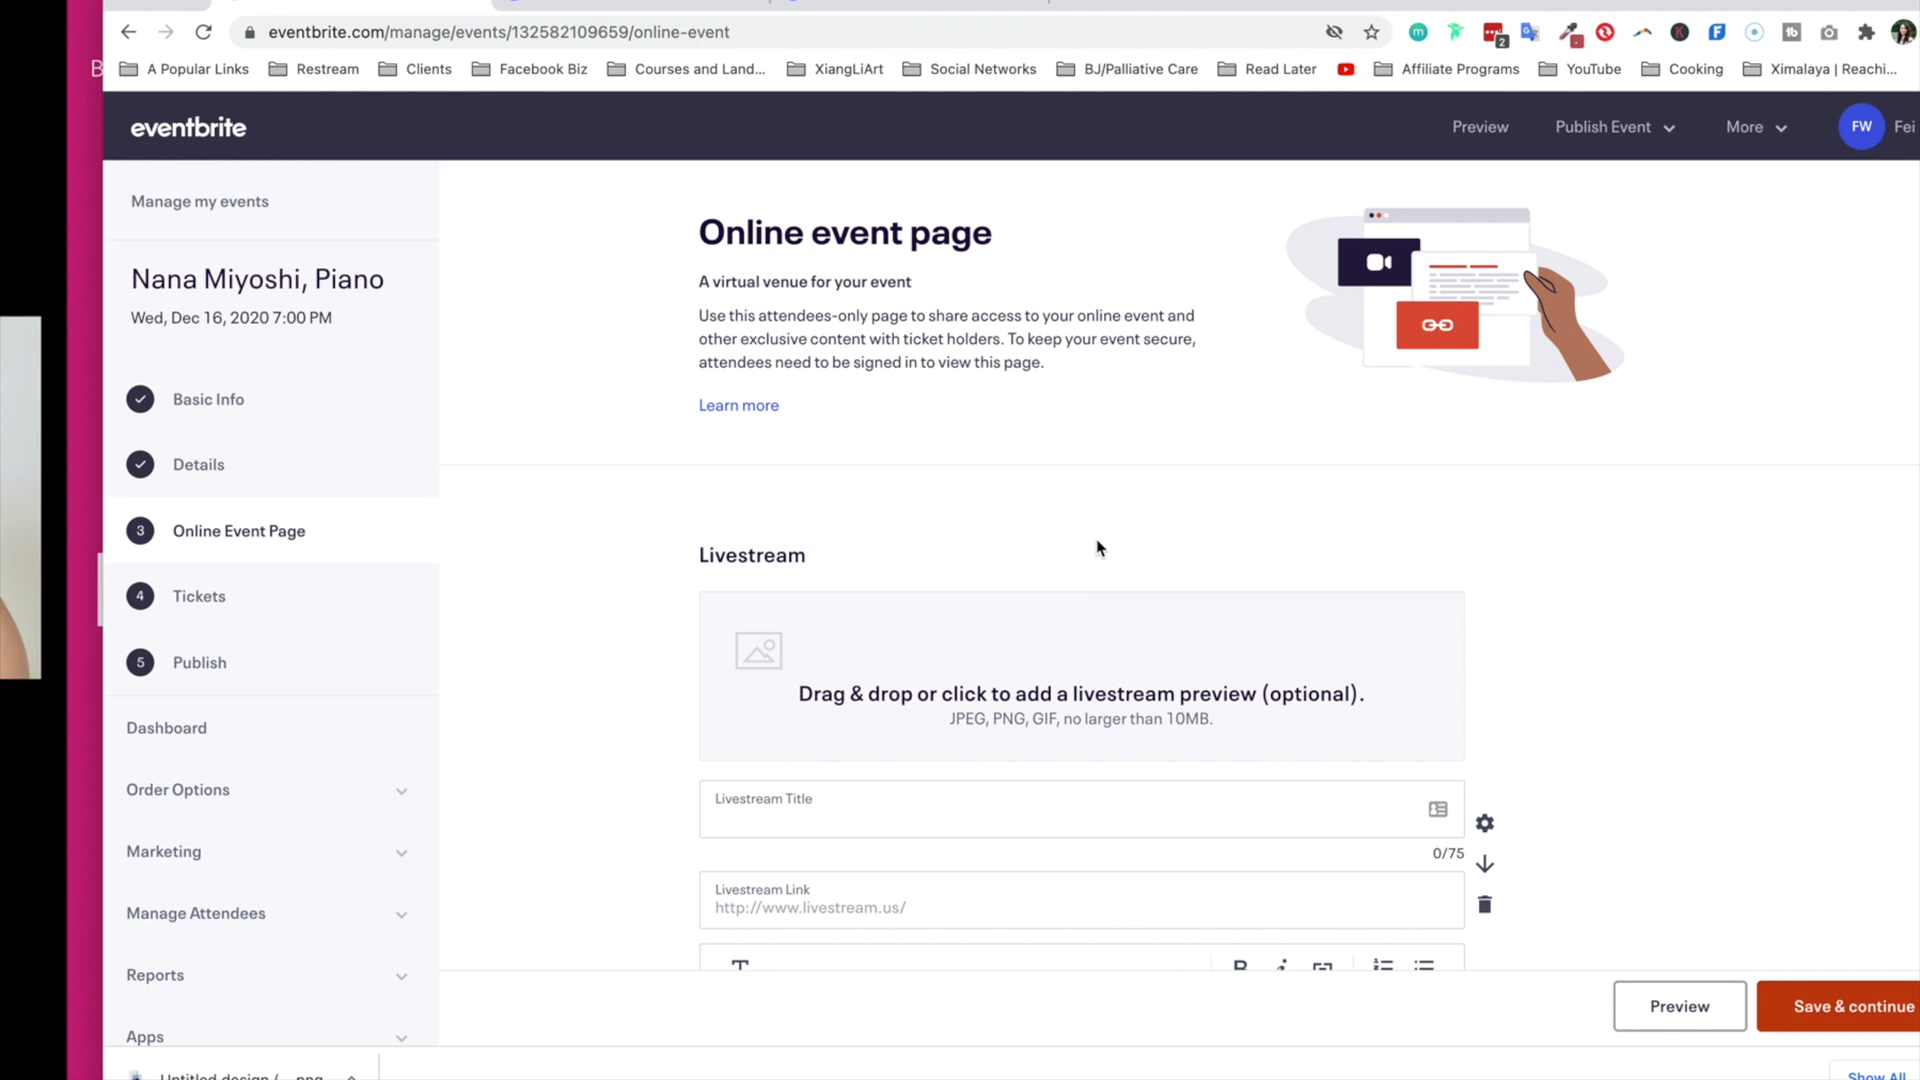 eventbrite.com/manage/events/132582109659/online-event
B
A Popular Links Restream Clients Facebook Biz Courses and Land... XiangLiArt Social Networks BJ/Palliative Care Read Later Affiliate Programs YouTube Cooking Ximalaya | Reachi...
eventbrite Preview Publish Event More FW Fei
Manage my events
Nana Miyoshi, Piano
Wed, Dec 16, 2020 7:00 PM
Basic Info
Details
3 Online Event Page
4 Tickets
5 Publish
Dashboard
Order Options
Marketing
Manage Attendees
Reports
Apps
Online event page
A virtual venue for your event
Use this attendees-only page to share access to your online event and
other exclusive content with ticket holders. To keep your event secure,
attendees need to be signed in to view this page.
Learn more
Livestream
Drag & drop or click to add a livestream preview (optional).
JPEG, PNG, GIF, no larger than 10MB.
Livestream Title
0/75
Livestream Link
http://www.livestream.us/
Preview Save & continue
Untitled design (... .png
Show All